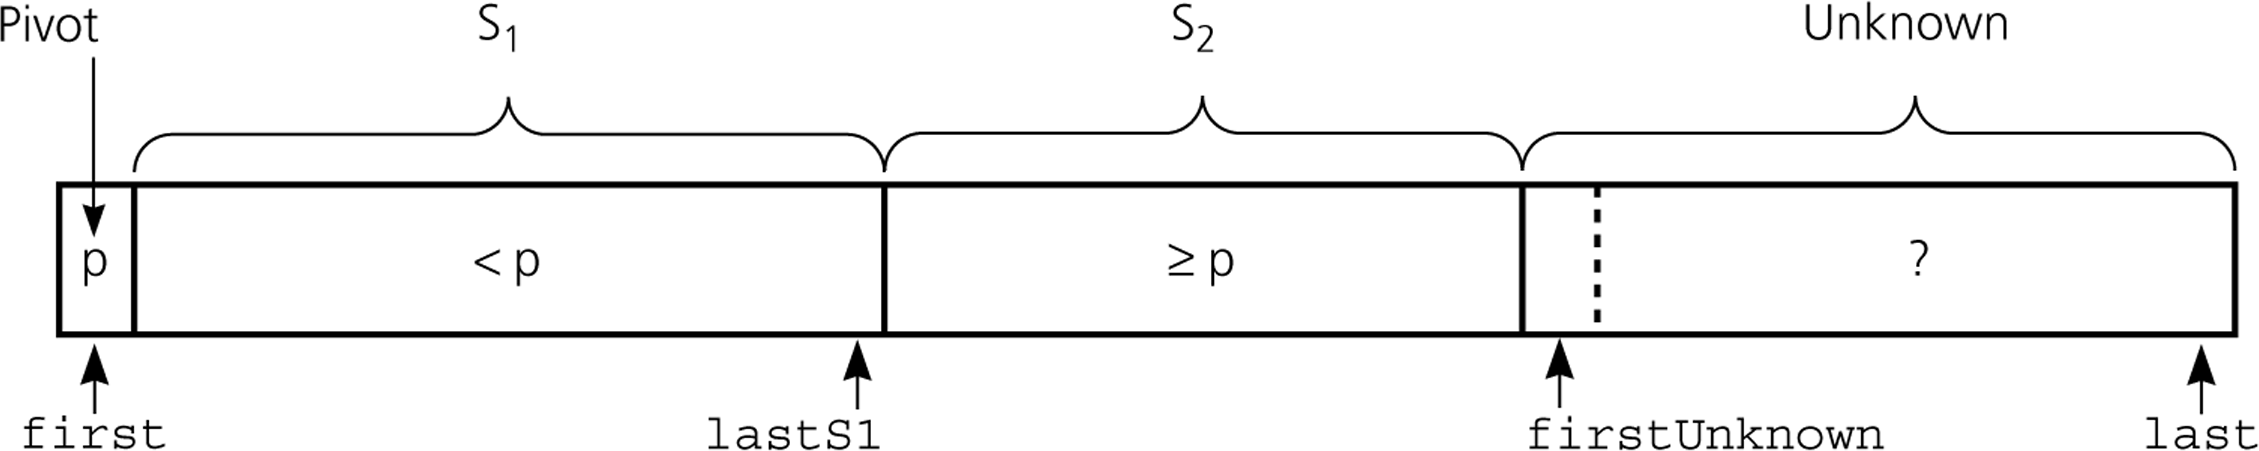 Pivot S₁ S₂ Unknown
p < p ≥ p ?
first lastS1 firstUnknown last